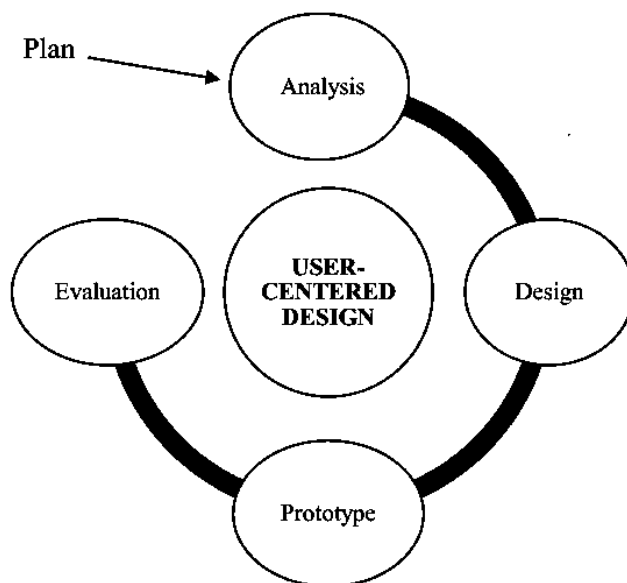 Plan
Analysis
Evaluation
USER-
CENTERED
DESIGN
Design
Prototype